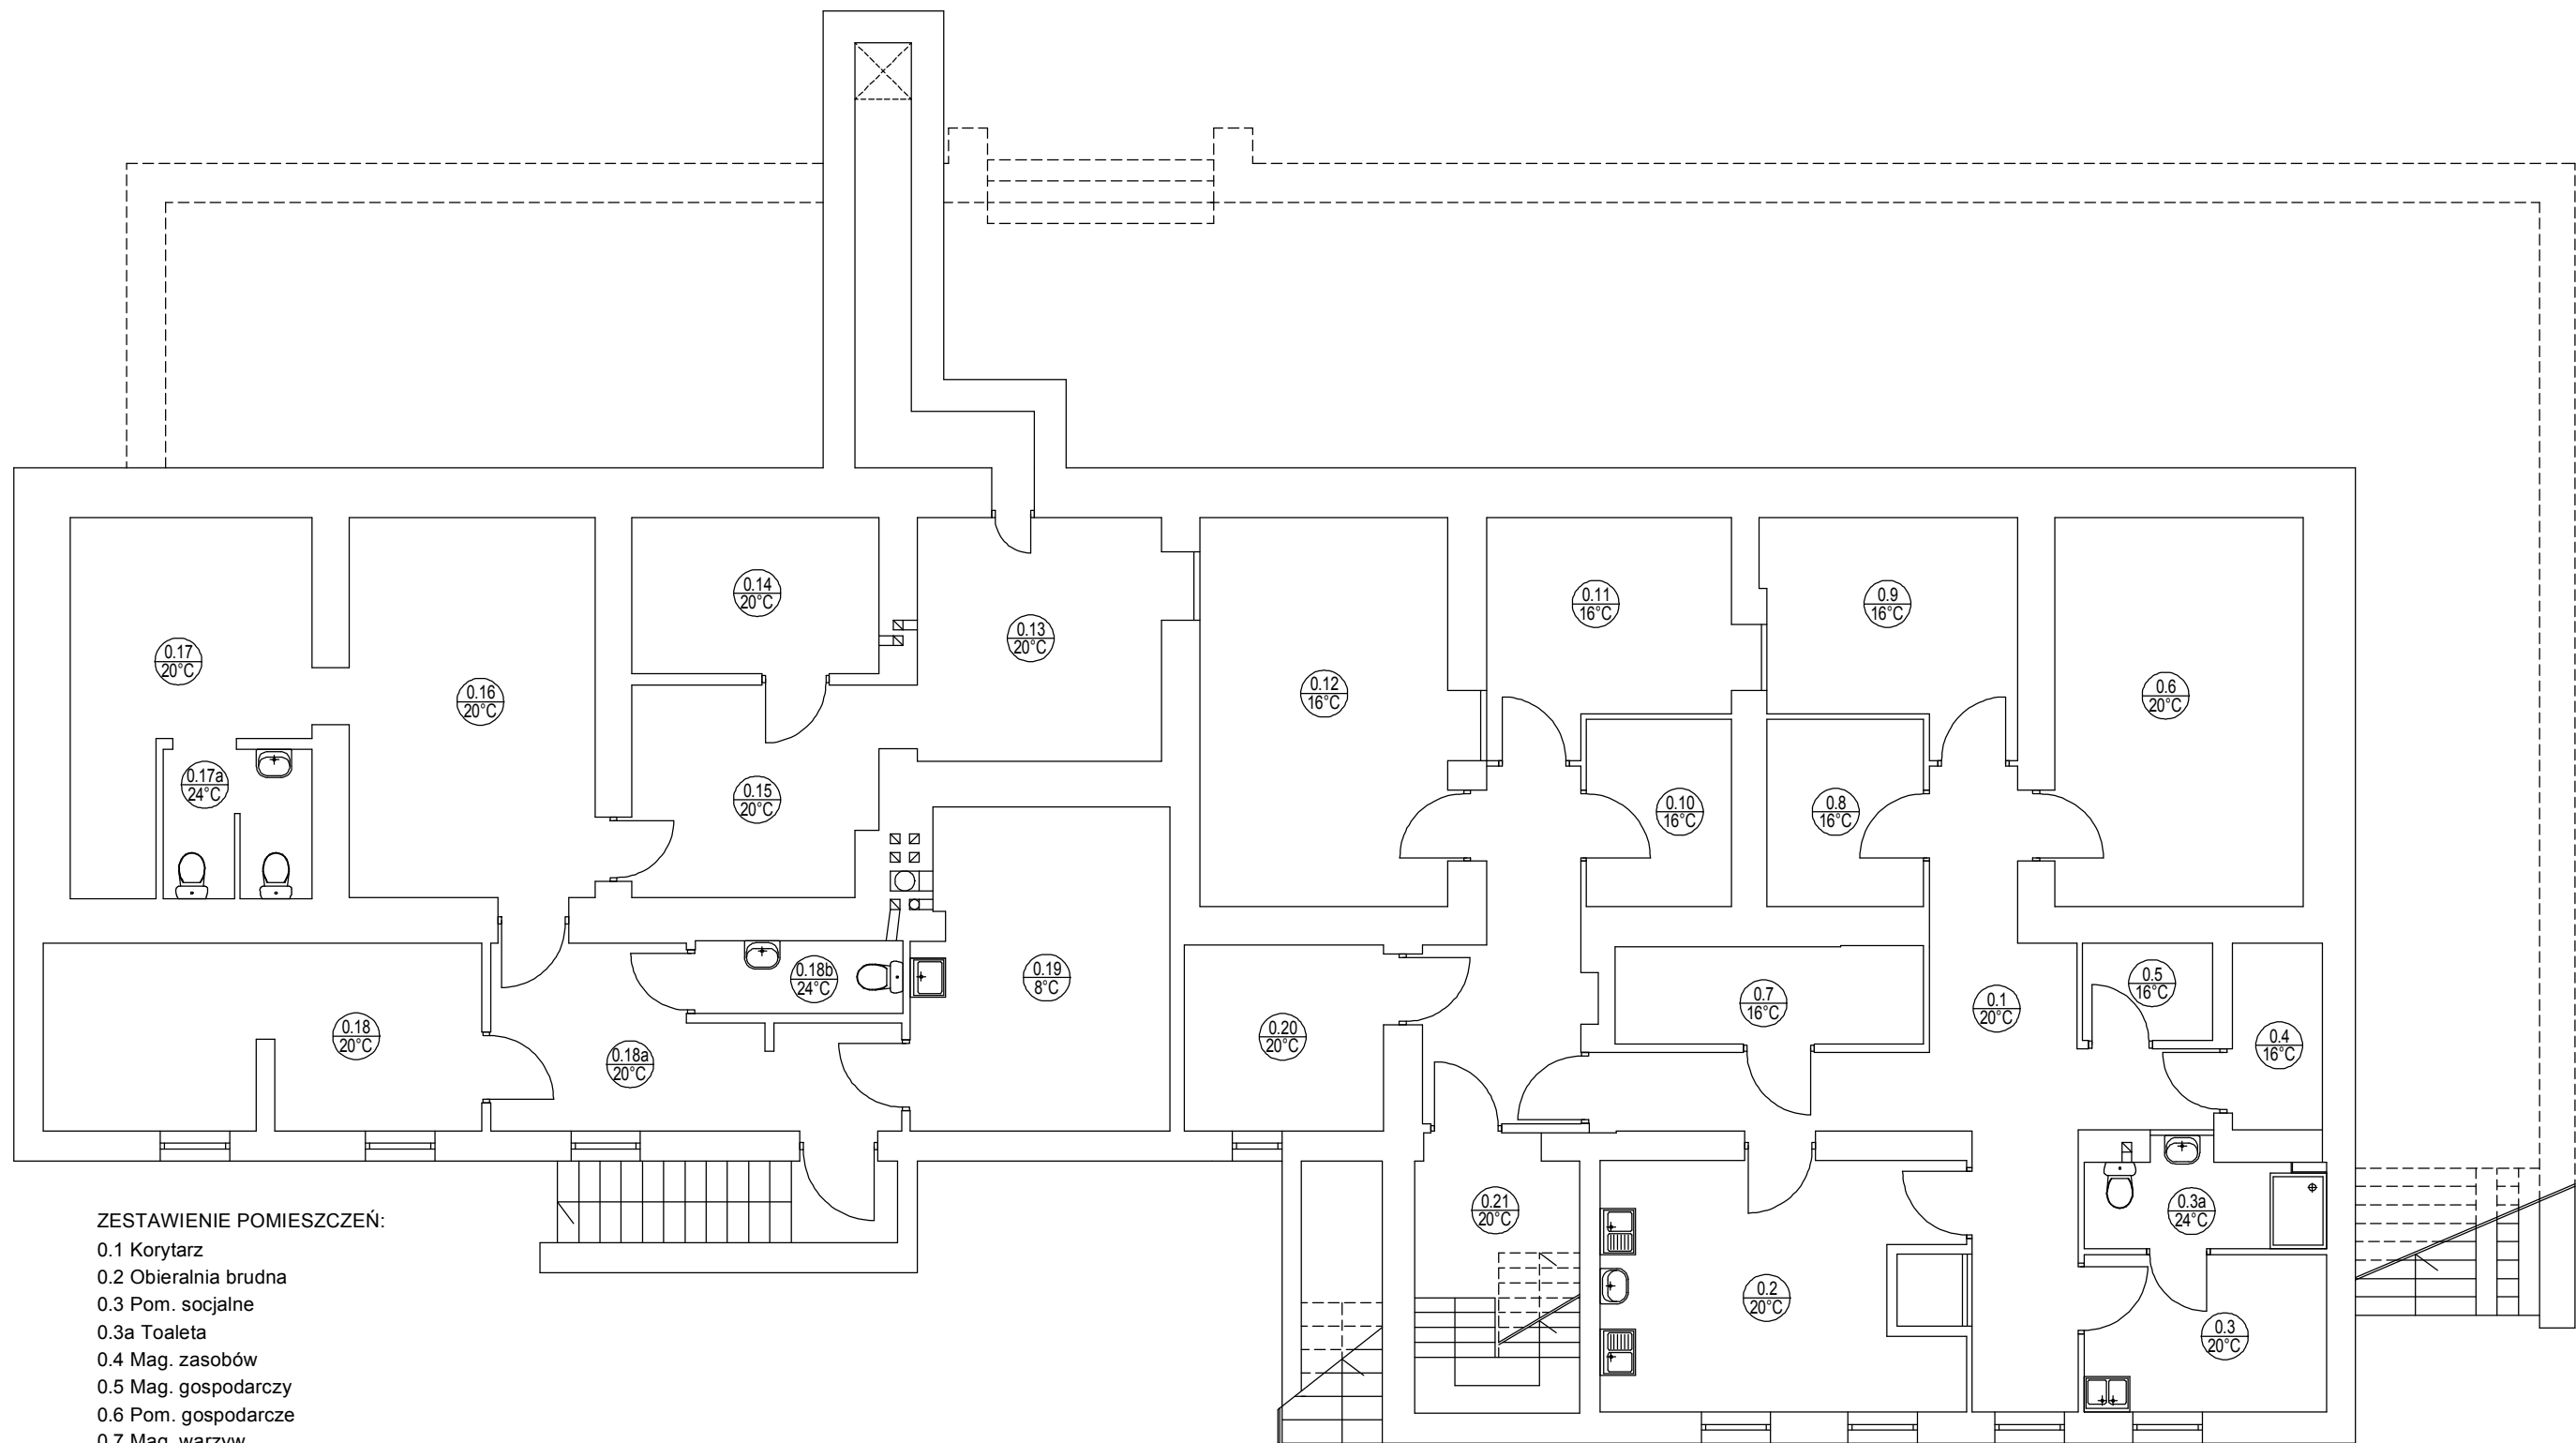 0.14
20°C
0.11
16°C
0.9
16°C
0.13
20°C
0.17
20°C
0.16
20°C
0.12
16°C
0.6
20°C
0.17a
24°C
0.15
20°C
0.10
16°C
0.8
16°C
0.18b
24°C
0.19
8°C
0.5
16°C
0.7
16°C
0.1
20°C
0.18
20°C
0.20
20°C
0.4
16°C
0.18a
20°C
0.21
20°C
0.3a
24°C
0.2
20°C
0.3
20°C
ZESTAWIENIE POMIESZCZEŃ:
0.1 Korytarz
0.2 Obieralnia brudna
0.3 Pom. socjalne
0.3a Toaleta
0.4 Mag. zasobów
0.5 Mag. gospodarczy
0.6 Pom. gospodarcze
0.7 Mag. warzyw